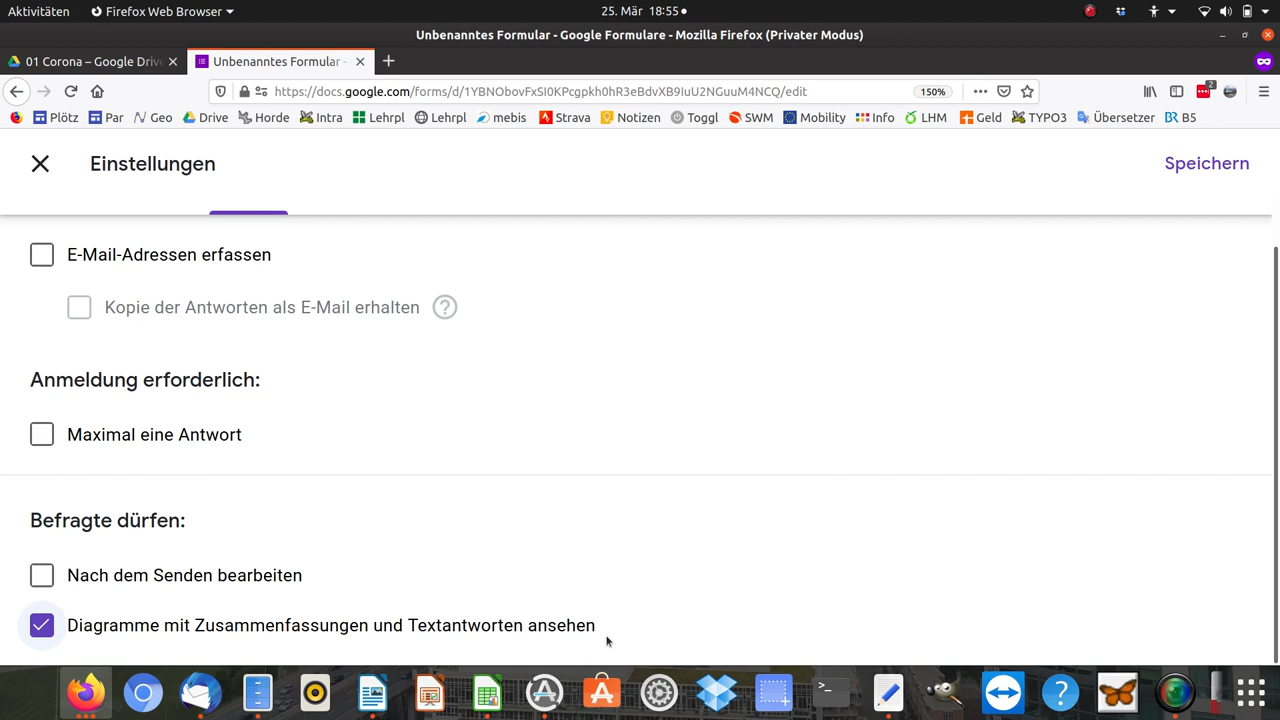 Aktivitäten
Firefox Web Browser
25. Mär 18:55
Unbenanntes Formular - Google Formulare - Mozilla Firefox (Privater Modus)
01 Corona – Google Drive
Unbenanntes Formular -
https://docs.google.com/forms/d/1YBNObovFxSI0KPcgpkh0hR3eBdvXB9IuU2NGuuM4NCQ/edit
150%
2
Plötz
Par
Geo
Drive
Horde
Intra
Lehrpl
Lehrpl
mebis
Strava
Notizen
Toggl
SWM
Mobility
Info
LHM
Geld
TYPO3
Übersetzer
BR B5
Einstellungen
Speichern
E-Mail-Adressen erfassen
Kopie der Antworten als E-Mail erhalten
?
Anmeldung erforderlich:
Maximal eine Antwort
Befragte dürfen:
Nach dem Senden bearbeiten
Diagramme mit Zusammenfassungen und Textantworten ansehen